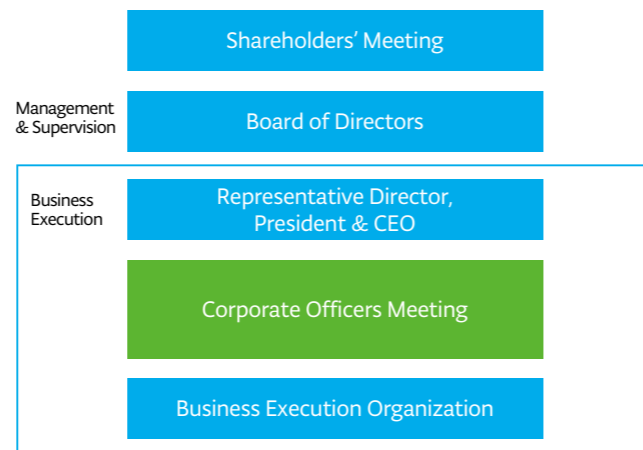 Shareholders’ Meeting
Management
& Supervision
Board of Directors
Business
Execution
Representative Director,
President & CEO
Corporate Officers Meeting
Business Execution Organization